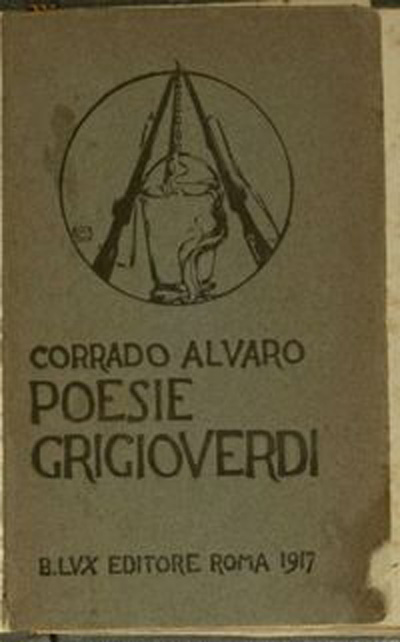 CORRADO ALVARO
POESIE
GRIGIOVERDI
B. LVX EDITORE ROMA 1917